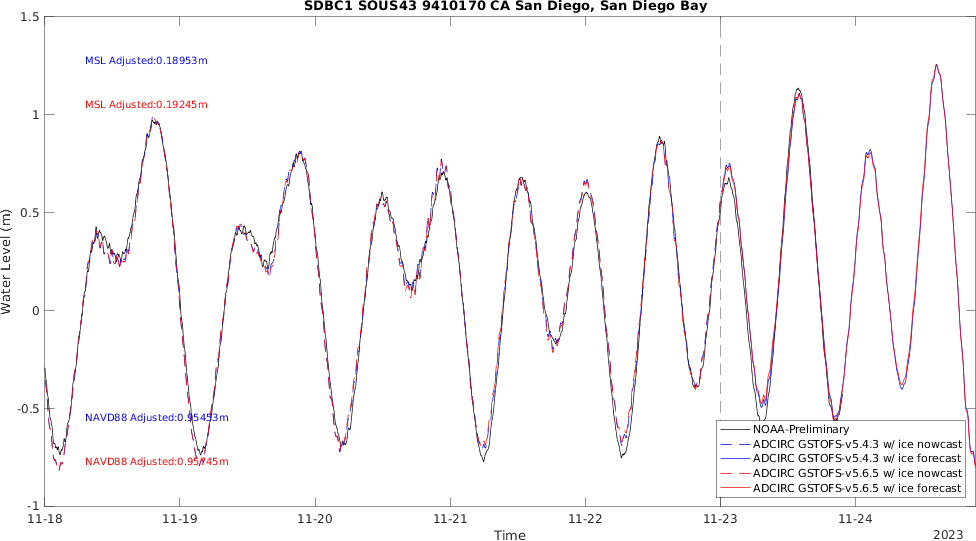 SDBC1 SOUS43 9410170 CA San Diego, San Diego Bay
1.5
MSL Adjusted:0.18953m
MSL Adjusted:0.19245m
1
0.5
Water Level (m)
0
-0.5
NAVD88 Adjusted:0.95453m
NAVD88 Adjusted:0.95745m
NOAA-Preliminary
ADCIRC GSTOFS-v5.4.3 w/ ice nowcast
ADCIRC GSTOFS-v5.4.3 w/ ice forecast
ADCIRC GSTOFS-v5.6.5 w/ ice nowcast
ADCIRC GSTOFS-v5.6.5 w/ ice forecast
-1
11-18 11-19 11-20 11-21 11-22 11-23 11-24
Time
2023